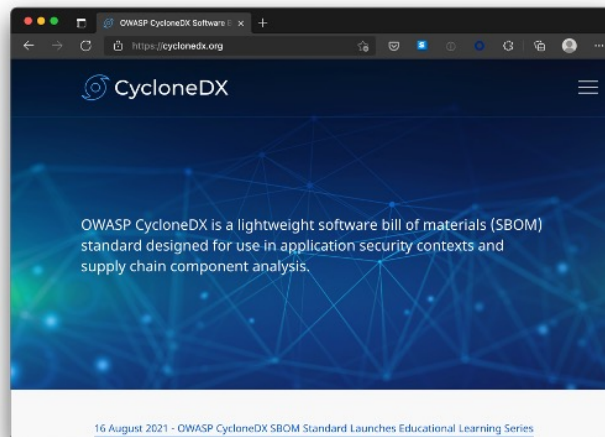 OWASP CycloneDX Software B
https://cyclonedx.org
CycloneDX
OWASP CycloneDX is a lightweight software bill of materials (SBOM)
standard designed for use in application security contexts and
supply chain component analysis.
16 August 2021 - OWASP CycloneDX SBOM Standard Launches Educational Learning Series